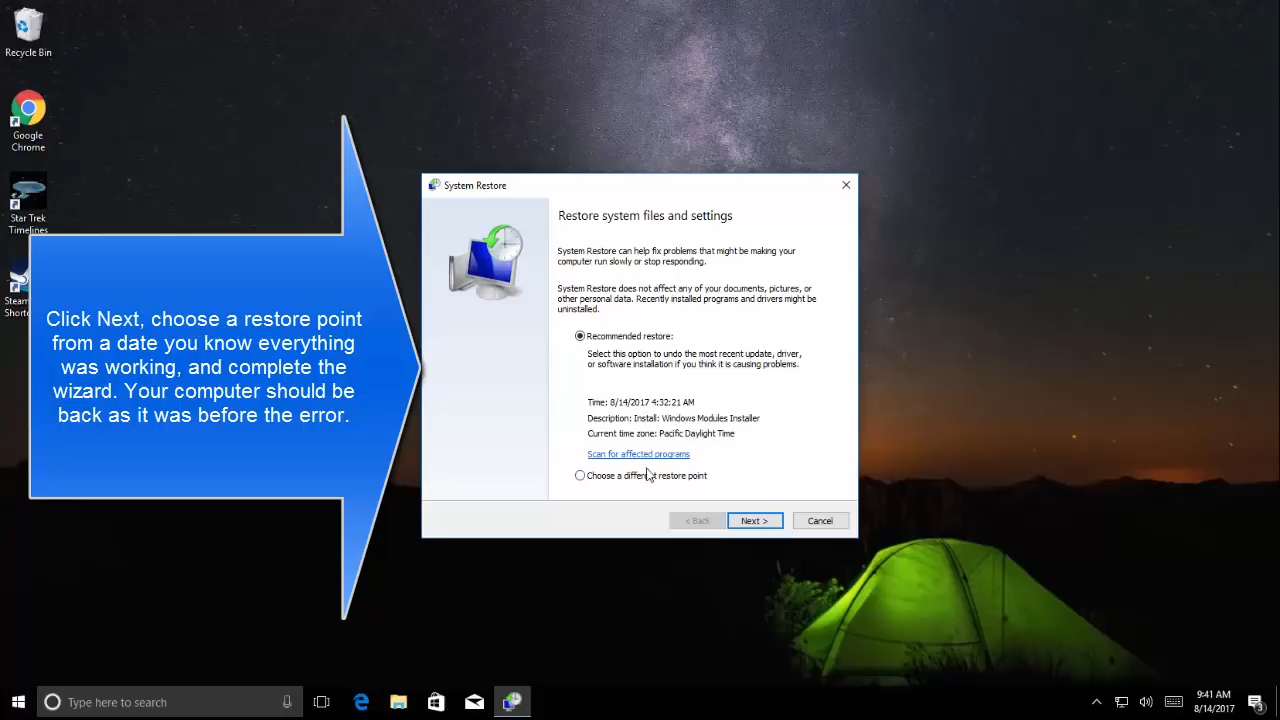 Recycle Bin
Google
Chrome
Star Trek
Timelines
Steam
Shorto
Click Next, choose a restore point
from a date you know everything
was working, and complete the
wizard. Your computer should be
back as it was before the error.
System Restore
Restore system files and settings
System Restore can help fix problems that might be making your
computer run slowly or stop responding.
System Restore does not affect any of your documents, pictures, or
other personal data. Recently installed programs and drivers might be
uninstalled.
Recommended restore:
Select this option to undo the most recent update, driver,
or software installation if you think it is causing problems.
Time: 8/14/2017 4:32:21 AM
Description: Install: Windows Modules Installer
Current time zone: Pacific Daylight Time
Scan for affected programs
Choose a different restore point
< Back
Next >
Cancel
Type here to search
9:41 AM
8/14/2017
3